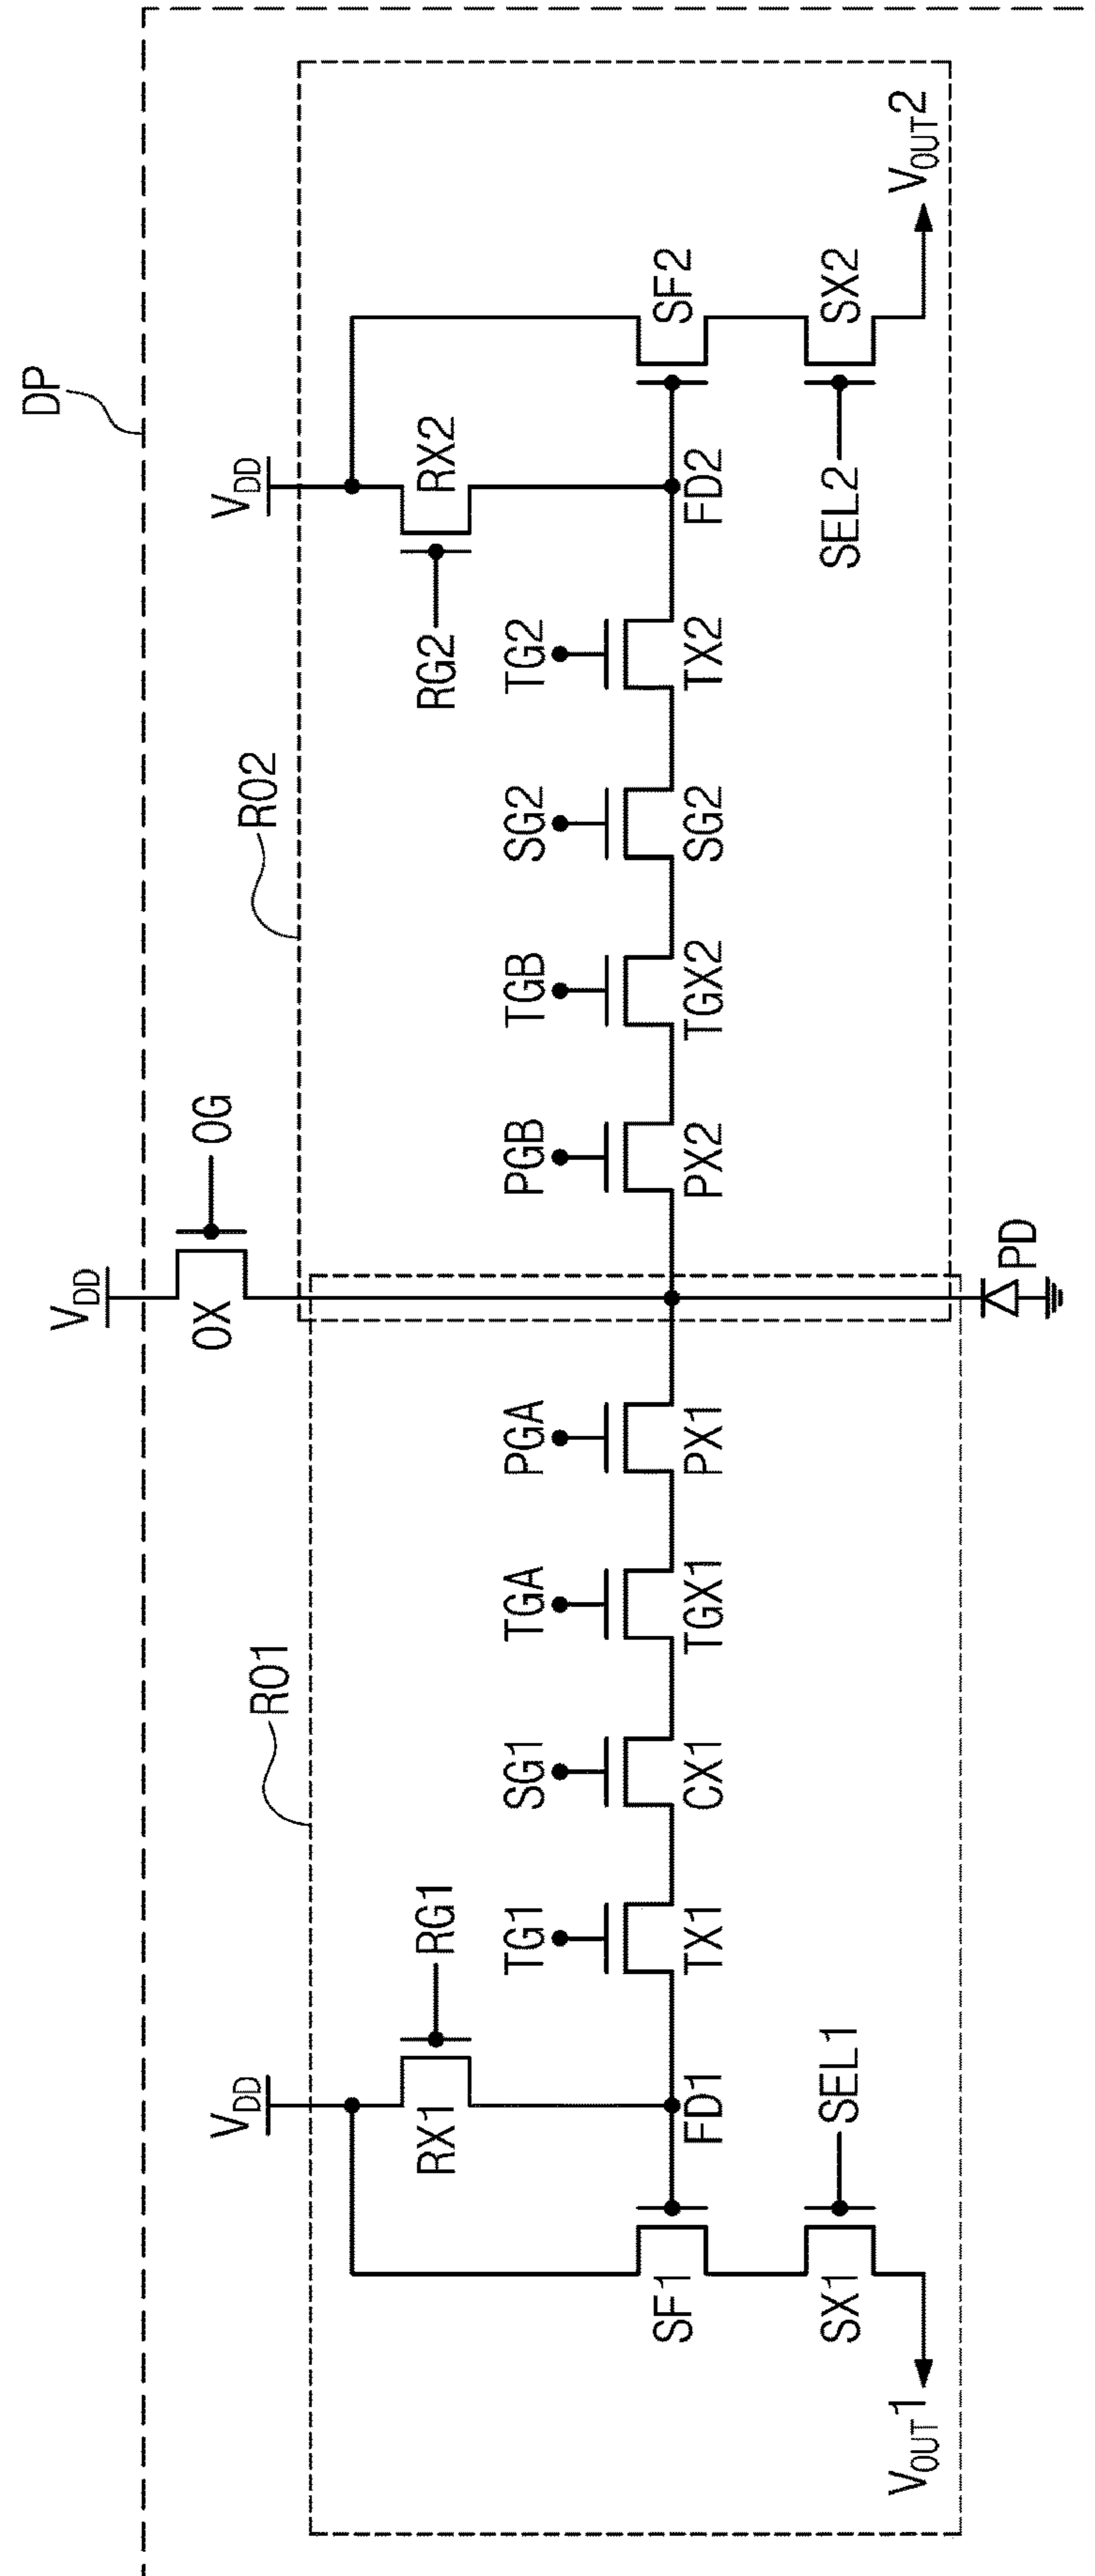 DP
VDD
OX
OG
RO1
RO2
VDD
RX1
RG1
VDD
RX2
RG2
TG1
SG1
TGA
PGA
PGB
TGB
SG2
TG2
SF1
FD1
TX1
CX1
TGX1
PX1
PX2
TGX2
SG2
TX2
FD2
SF2
SX1
SEL1
SEL2
SX2
VOUT1
VOUT2
PD